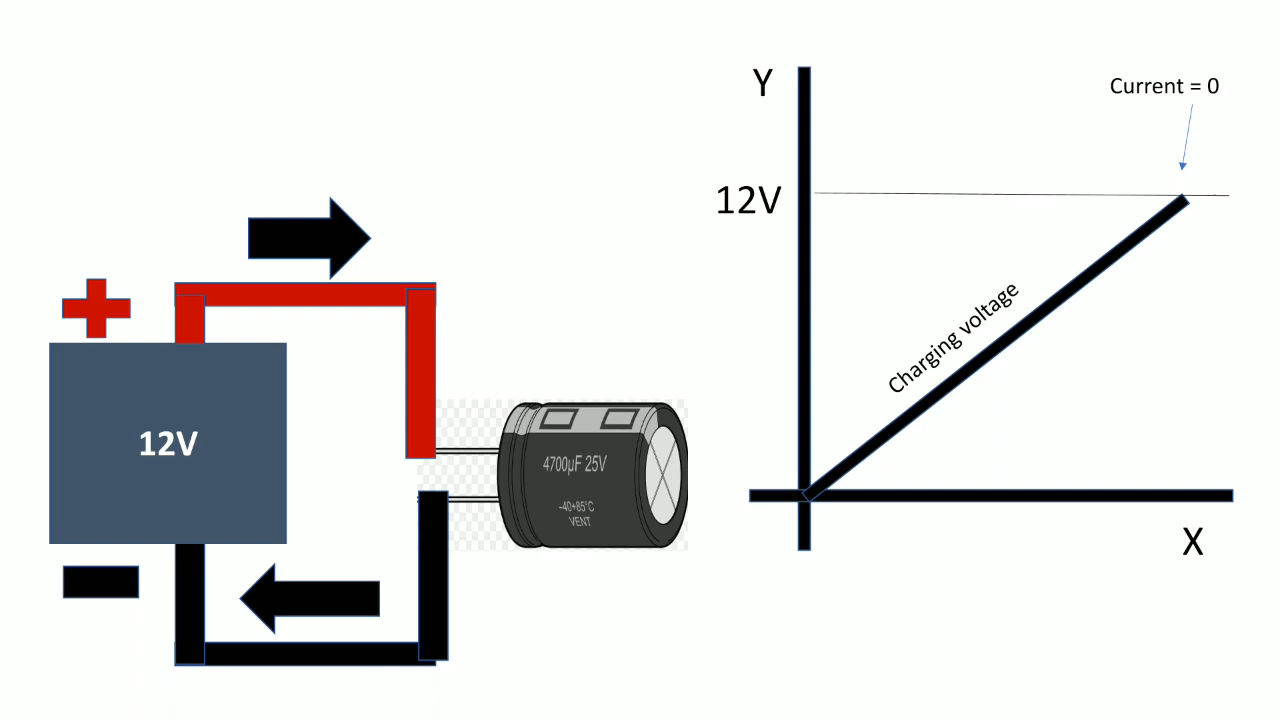 Y
Current = 0
12V
Charging voltage
12V
4700µF 25V
-40+85°C
VENT
X